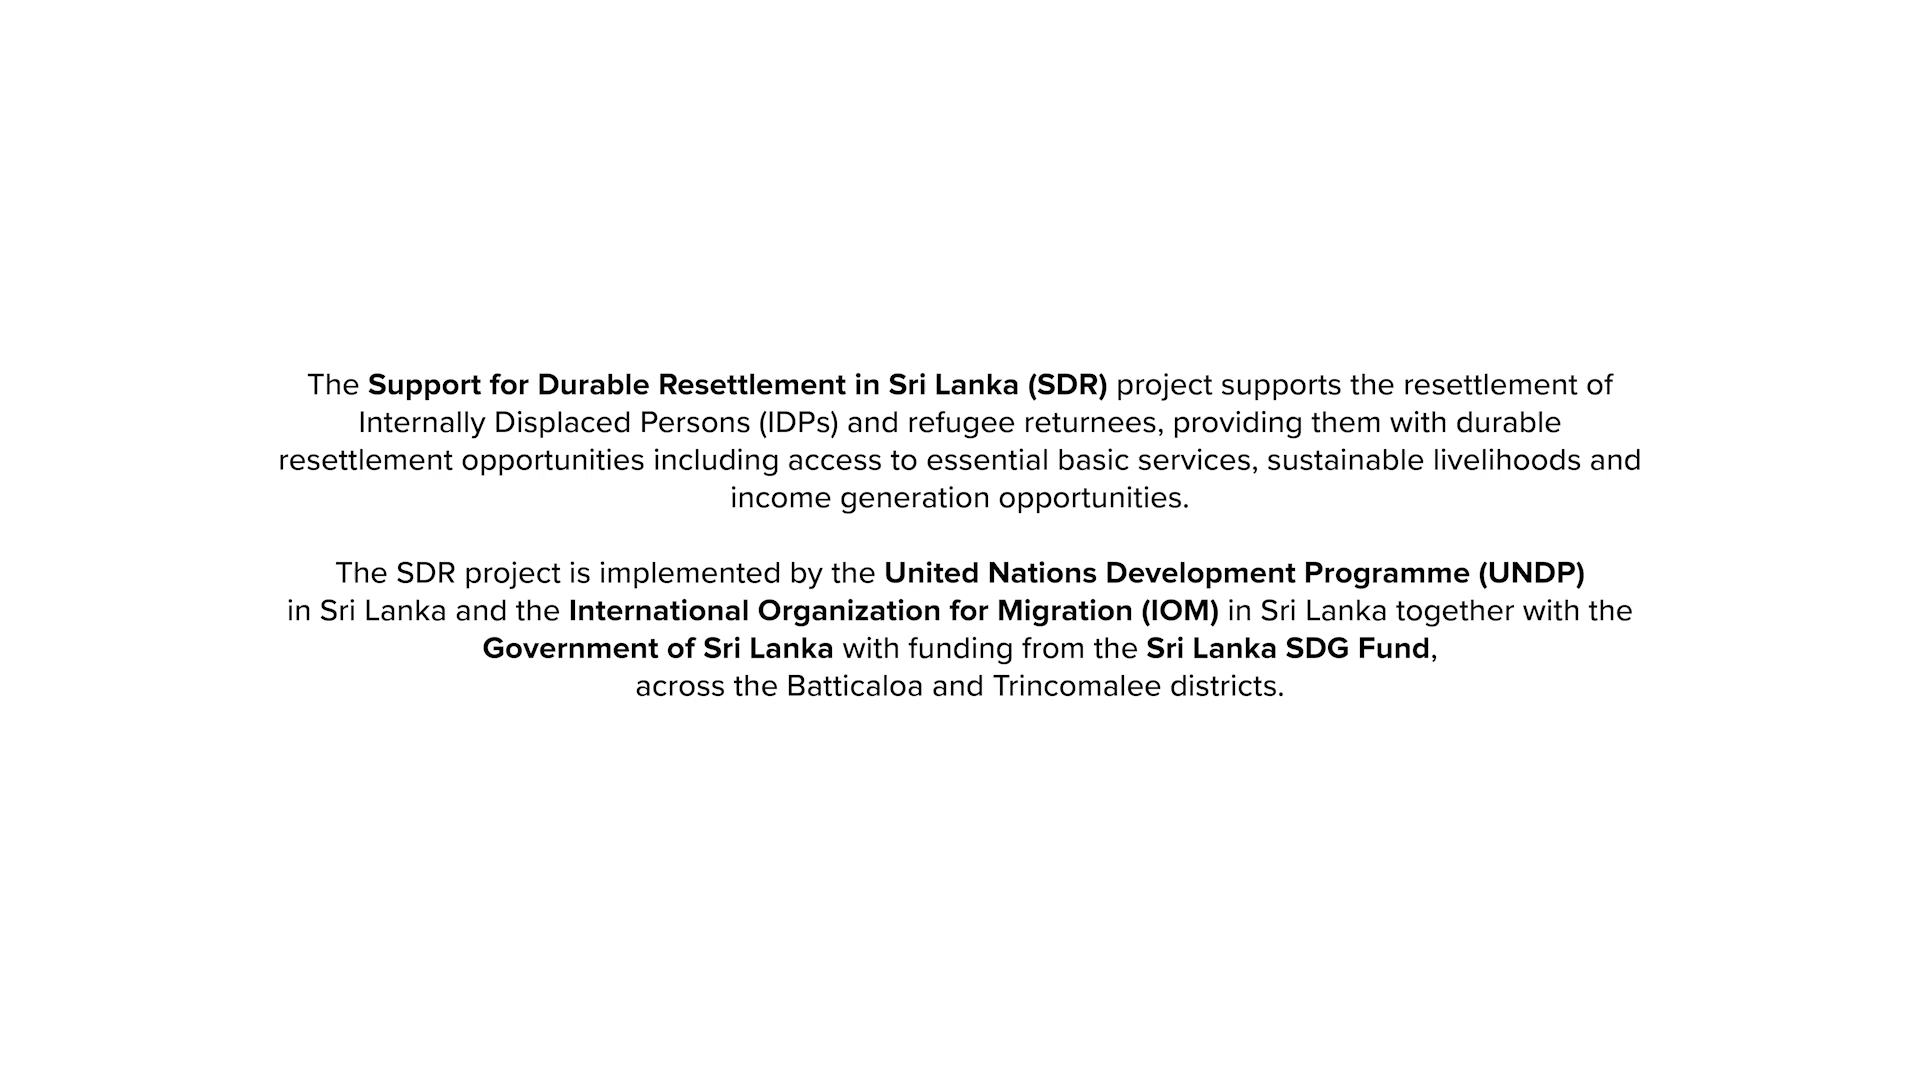 The Support for Durable Resettlement in Sri Lanka (SDR) project supports the resettlement of
Internally Displaced Persons (IDPs) and refugee returnees, providing them with durable
resettlement opportunities including access to essential basic services, sustainable livelihoods and
income generation opportunities.
The SDR project is implemented by the United Nations Development Programme (UNDP)
in Sri Lanka and the International Organization for Migration (IOM) in Sri Lanka together with the
Government of Sri Lanka with funding from the Sri Lanka SDG Fund,
across the Batticaloa and Trincomalee districts.